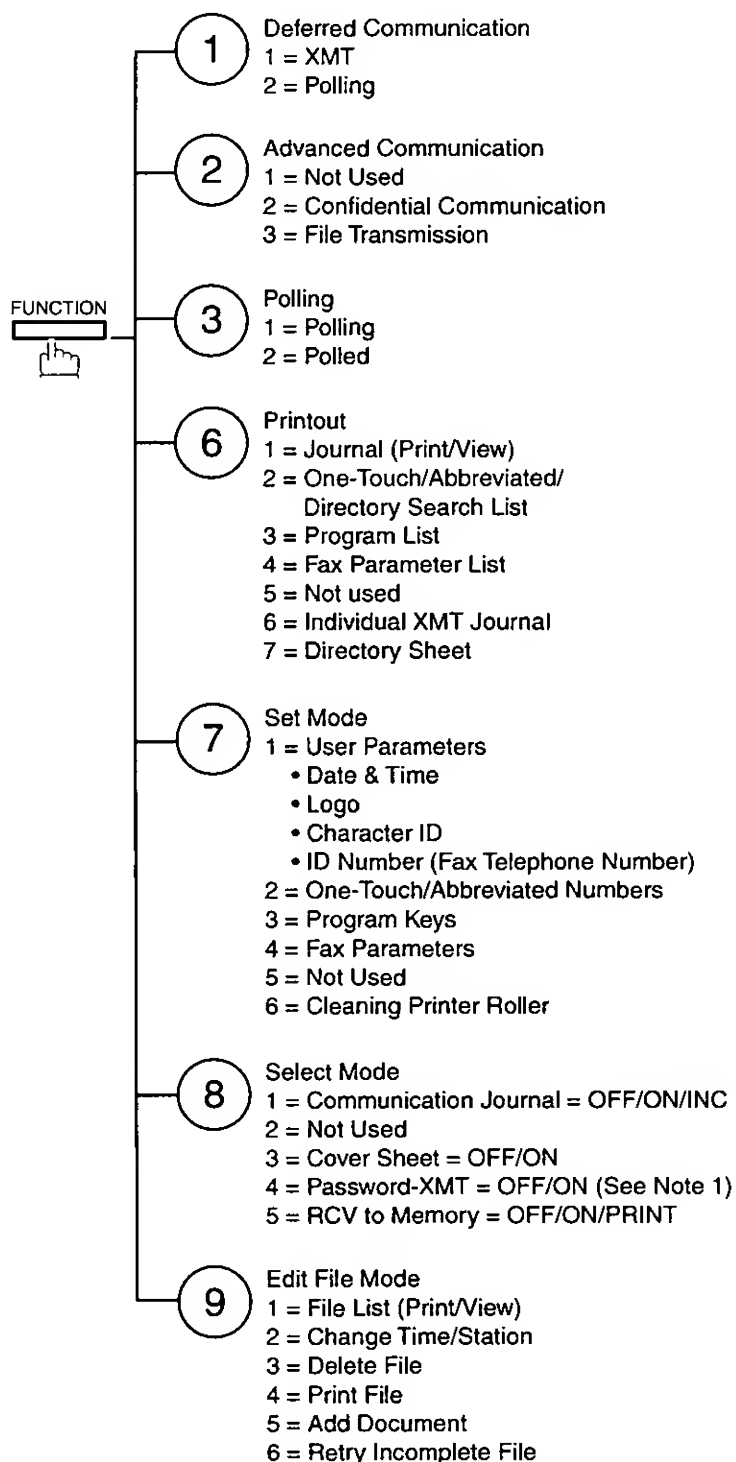 1
Deferred Communication
1 = XMT
2 = Polling
2
Advanced Communication
1 = Not Used
2 = Confidential Communication
3 = File Transmission
FUNCTION
3
Polling
1 = Polling
2 = Polled
6
Printout
1 = Journal (Print/View)
2 = One-Touch/Abbreviated/
Directory Search List
3 = Program List
4 = Fax Parameter List
5 = Not used
6 = Individual XMT Journal
7 = Directory Sheet
7
Set Mode
1 = User Parameters
• Date & Time
• Logo
• Character ID
• ID Number (Fax Telephone Number)
2 = One-Touch/Abbreviated Numbers
3 = Program Keys
4 = Fax Parameters
5 = Not Used
6 = Cleaning Printer Roller
8
Select Mode
1 = Communication Journal = OFF/ON/INC
2 = Not Used
3 = Cover Sheet = OFF/ON
4 = Password-XMT = OFF/ON (See Note 1)
5 = RCV to Memory = OFF/ON/PRINT
9
Edit File Mode
1 = File List (Print/View)
2 = Change Time/Station
3 = Delete File
4 = Print File
5 = Add Document
6 = Retry Incomplete File